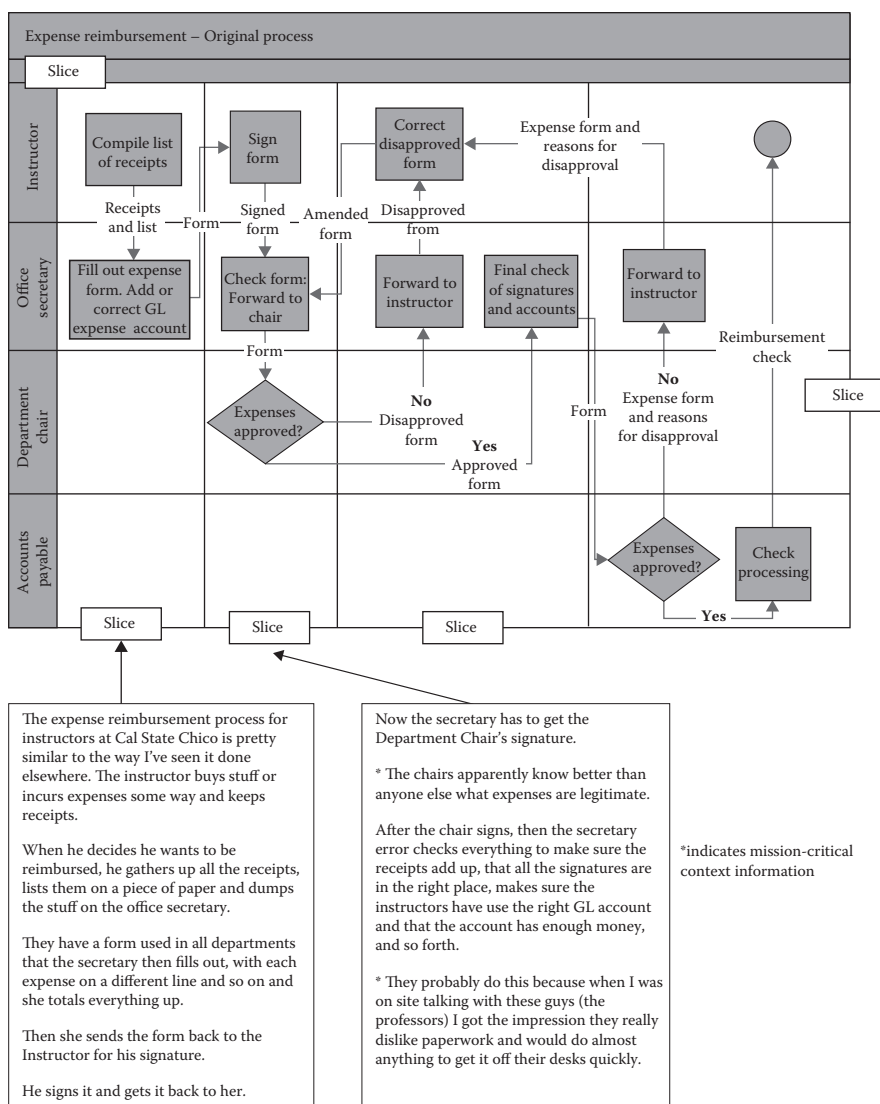 Expense reimbursement – Original process
Slice
Instructor
Compile list
of receipts
Sign
form
Correct
disapproved
form
Expense form and
reasons for
disapproval
Receipts
and list
Form
Signed
form
Amended
form
Disapproved
from
Office
secretary
Fill out expense
form. Add or
correct GL
expense account
Check form:
Forward to
chair
Forward to
instructor
Final check
of signatures
and accounts
Forward to
instructor
Reimbursement
check
Form
Department
chair
Expenses
approved?
No
Disapproved
form
Yes
Approved
form
Form
No
Expense form
and reasons
for disapproval
Slice
Accounts
payable
Expenses
approved?
Check
processing
Yes
Slice
Slice
Slice
The expense reimbursement process for
instructors at Cal State Chico is pretty
similar to the way I've seen it done
elsewhere. The instructor buys stuff or
incurs expenses some way and keeps
receipts.
When he decides he wants to be
reimbursed, he gathers up all the receipts,
lists them on a piece of paper and dumps
the stuff on the office secretary.
They have a form used in all departments
that the secretary then fills out, with each
expense on a different line and so on and
she totals everything up.
Then she sends the form back to the
Instructor for his signature.
He signs it and gets it back to her.
Now the secretary has to get the
Department Chair's signature.
* The chairs apparently know better than
anyone else what expenses are legitimate.
After the chair signs, then the secretary
error checks everything to make sure the
receipts add up, that all the signatures are
in the right place, makes sure the
instructors have use the right GL account
and that the account has enough money,
and so forth.
* They probably do this because when I was
on site talking with these guys (the
professors) I got the impression they really
dislike paperwork and would do almost
anything to get it off their desks quickly.
*indicates mission-critical
context information